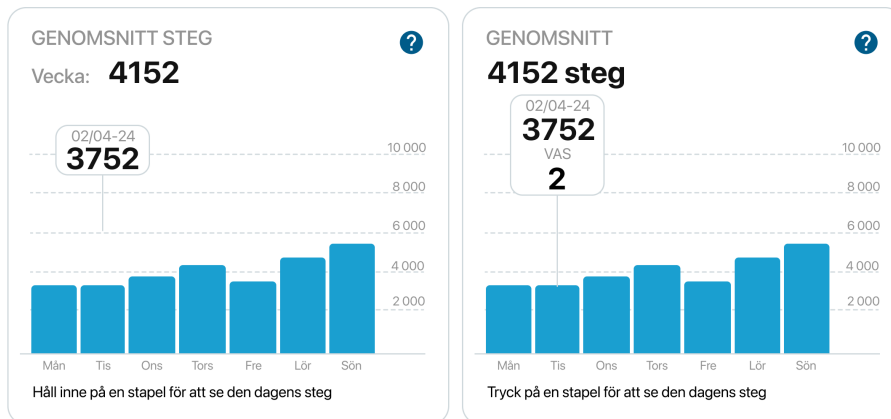 GENOMSNITT STEG
?
Vecka: 4152
02/04-24
3752
10 000
8 000
6 000
4 000
2 000
Mån Tis Ons Tors Fre Lör Sön
Håll inne på en stapel för att se den dagens steg
GENOMSNITT
?
4152 steg
02/04-24
3752
VAS
2
10 000
8 000
6 000
4 000
2 000
Mån Tis Ons Tors Fre Lör Sön
Tryck på en stapel för att se den dagens steg